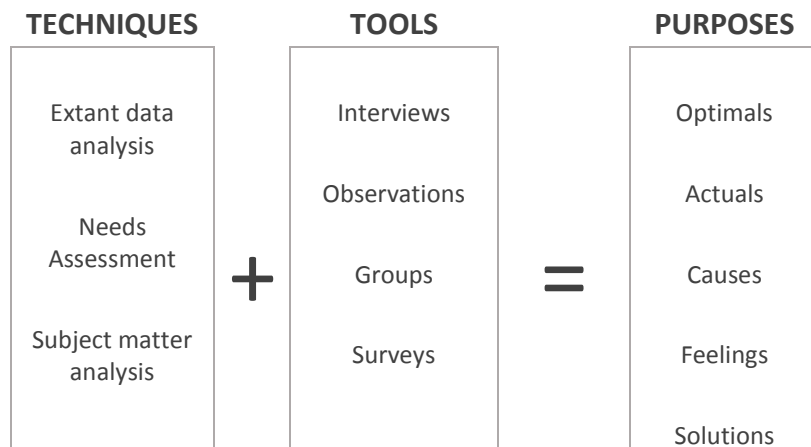 TECHNIQUES
Extant data
analysis
Needs
Assessment
Subject matter
analysis
+
TOOLS
Interviews
Observations
Groups
Surveys
=
PURPOSES
Optimals
Actuals
Causes
Feelings
Solutions